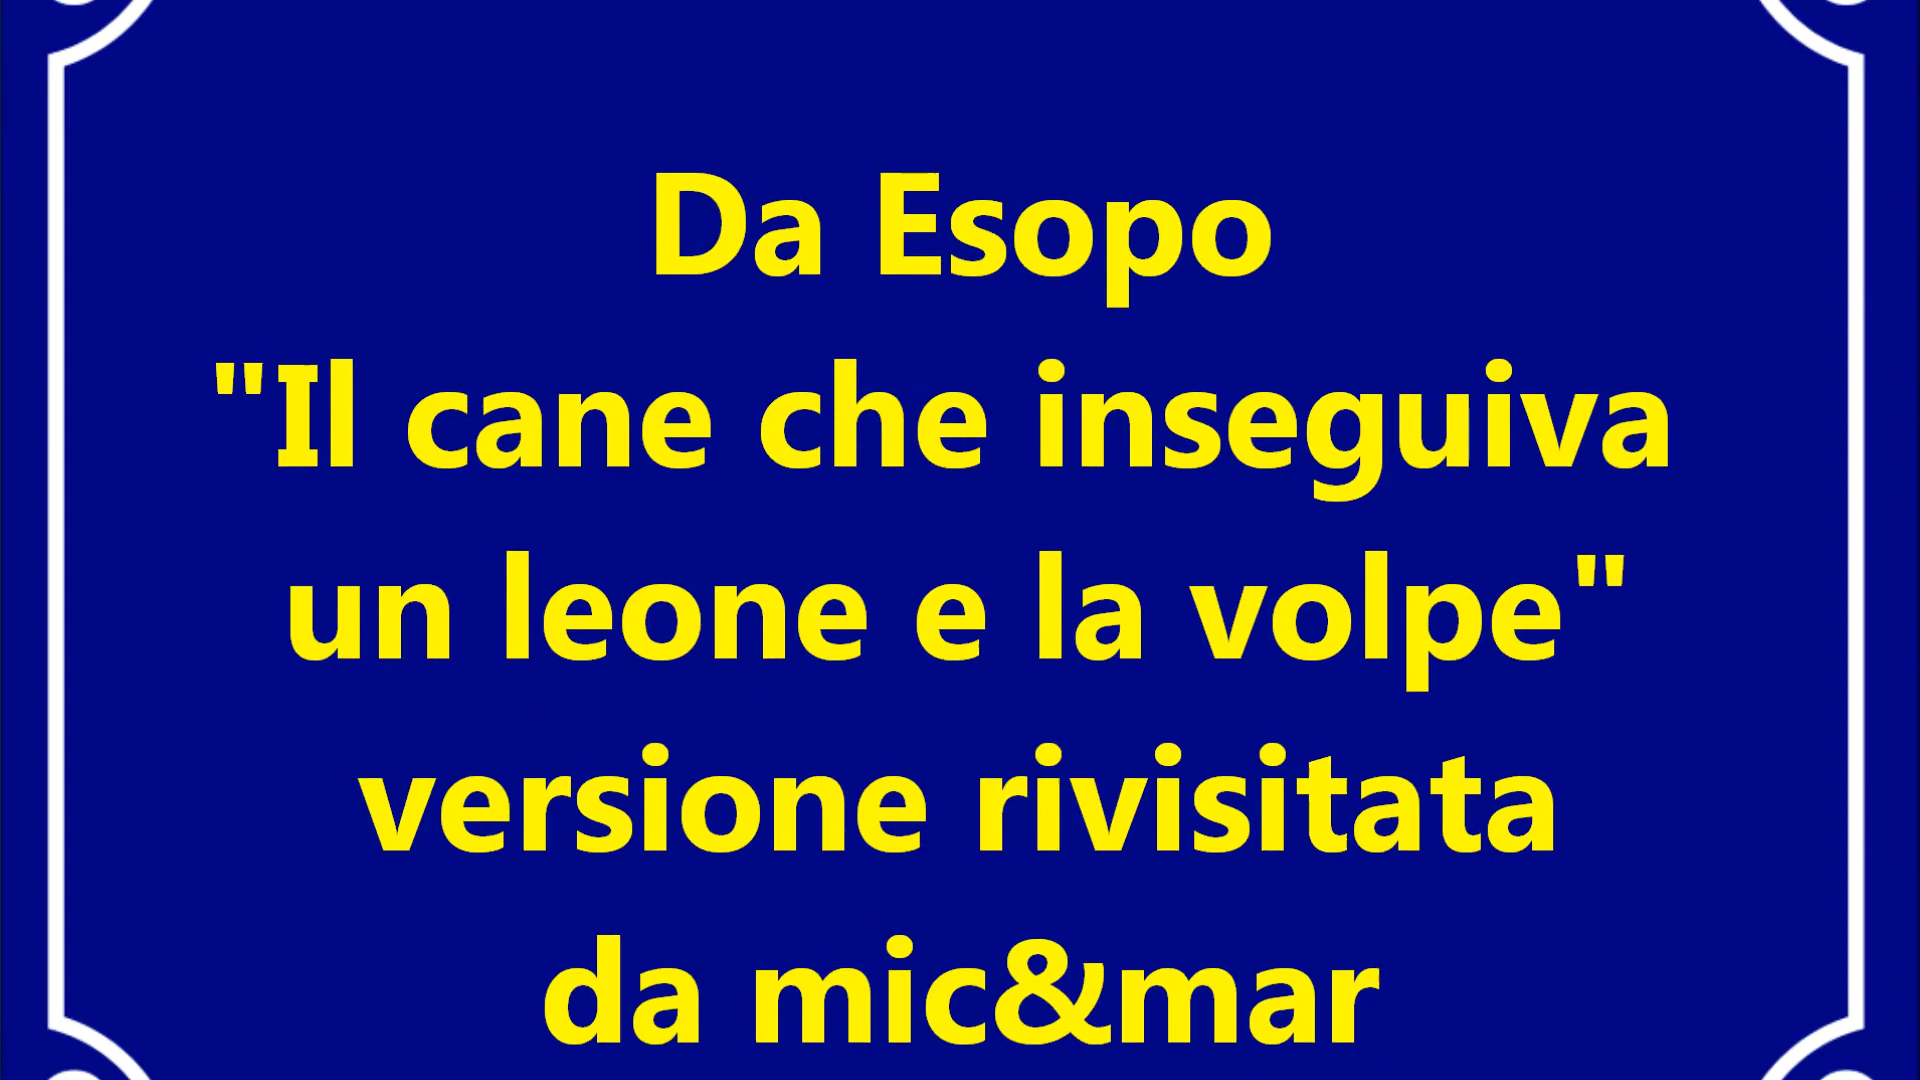 Da Esopo
"Il cane che inseguiva
un leone e la volpe"
versione rivisitata
da mic&mar